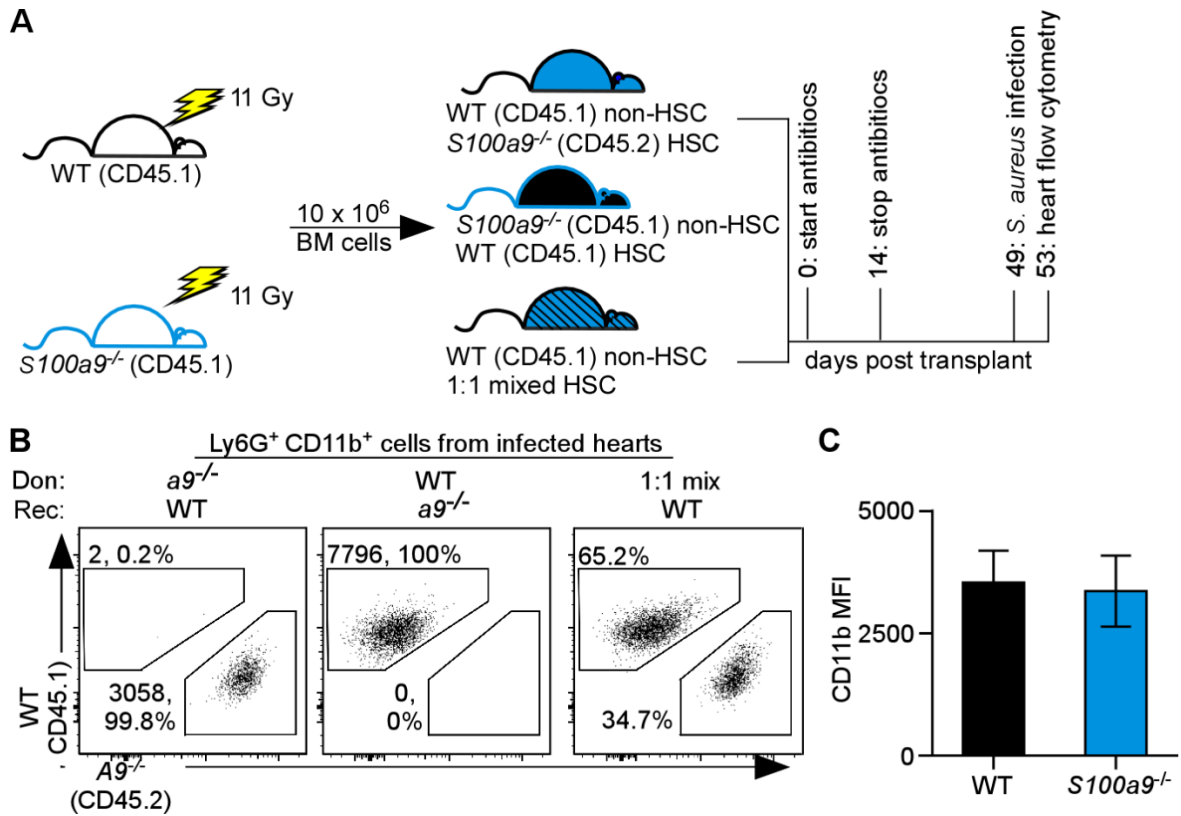 A
11 Gy
WT (CD45.1)
11 Gy
S100a9-/- (CD45.1)
10 x 10⁶
BM cells
WT (CD45.1) non-HSC
S100a9-/- (CD45.2) HSC
S100a9-/- (CD45.1) non-HSC
WT (CD45.1) HSC
WT (CD45.1) non-HSC
1:1 mixed HSC
0: start antibitiocs
14: stop antibitiocs
49: S. aureus infection
53: heart flow cytometry
days post transplant
B
Ly6G+ CD11b+ cells from infected hearts
Don: a9-/- WT 1:1 mix
Rec: WT a9-/- WT
2, 0.2%
3058,
99.8%
7796, 100%
0,
0%
65.2%
34.7%
WT
(CD45.1)
A9-/-
(CD45.2)
C
CD11b MFI
5000
2500
0
WT
S100a9-/-